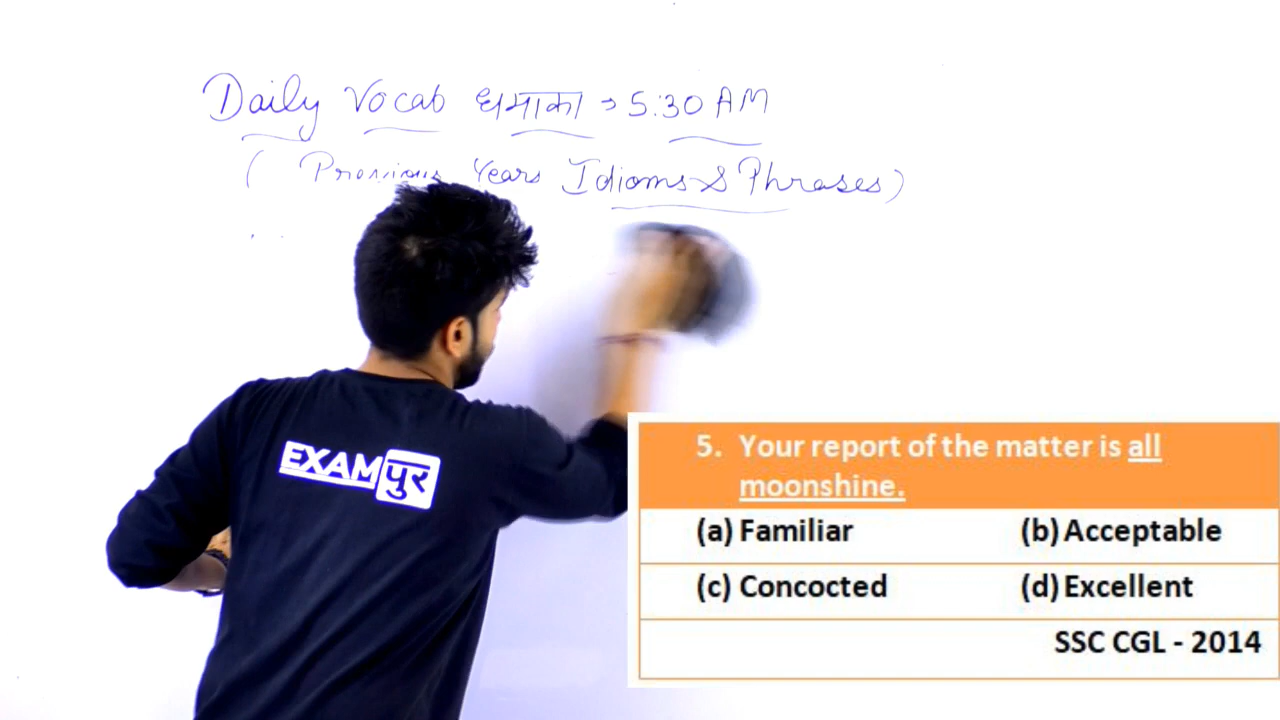 Daily Vocab धमाका → 5:30 AM
( Previous Years Idioms & Phrases)
EXAMपुर
5. Your report of the matter is all
moonshine.
(a) Familiar (b) Acceptable
(c) Concocted (d) Excellent
SSC CGL - 2014